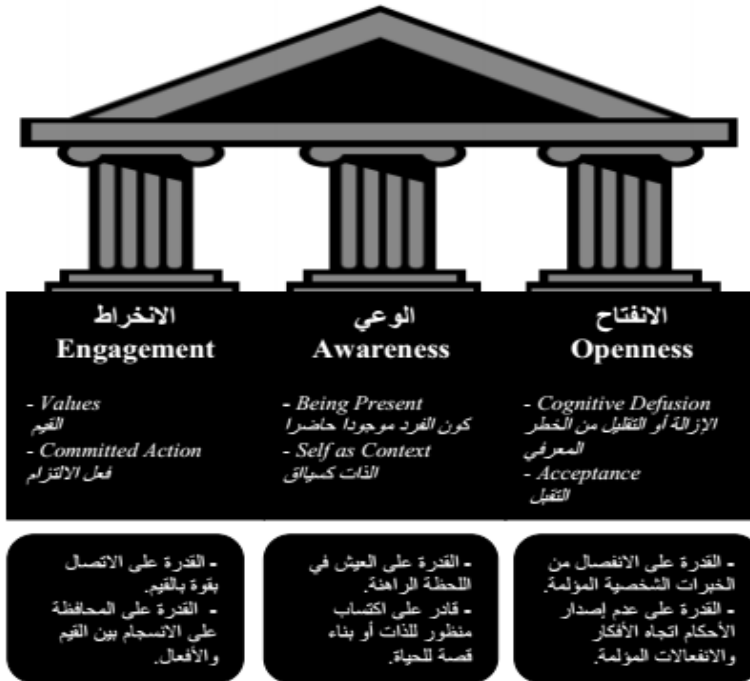 الانفتاح
Openness
- Cognitive Defusion
الإزالة أو التقليل من الخطر
المعرفي
- Acceptance
التقبل
الوعي
Awareness
- Being Present
كون الفرد موجودا حاضرا
- Self as Context
الذات كسيااق
الانخراط
Engagement
- Values
القيم
- Committed Action
فعل الالتزام
- القدرة على الانفصال من
الخبرات الشخصية المؤلمة.
- القدرة على عدم إصدار
الأحكام اتجاه الأفكار
والانفعالات المؤلمة.
- القدرة على العيش في
اللحظة الراهنة.
- قادر على اكتساب
منظور للذات أو بناء
قصة للحياة.
- القدرة على الاتصال
بقوة بالقيم.
- القدرة على المحافظة
على الانسجام بين القيم
والأفعال.